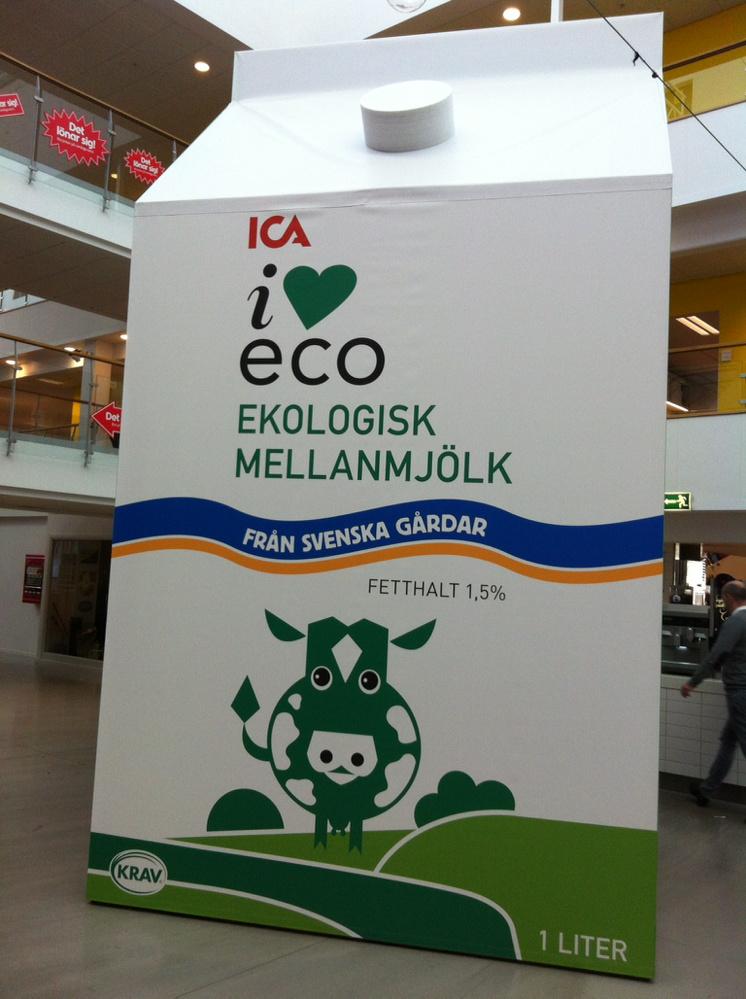 Det
lönar sig!
Det
lönar sig!
Det
ICA
i
eco
EKOLOGISK
MELLANMJÖLK
FRÅN SVENSKA GÅRDAR
FETTHALT 1,5%
KRAV
1 LITER